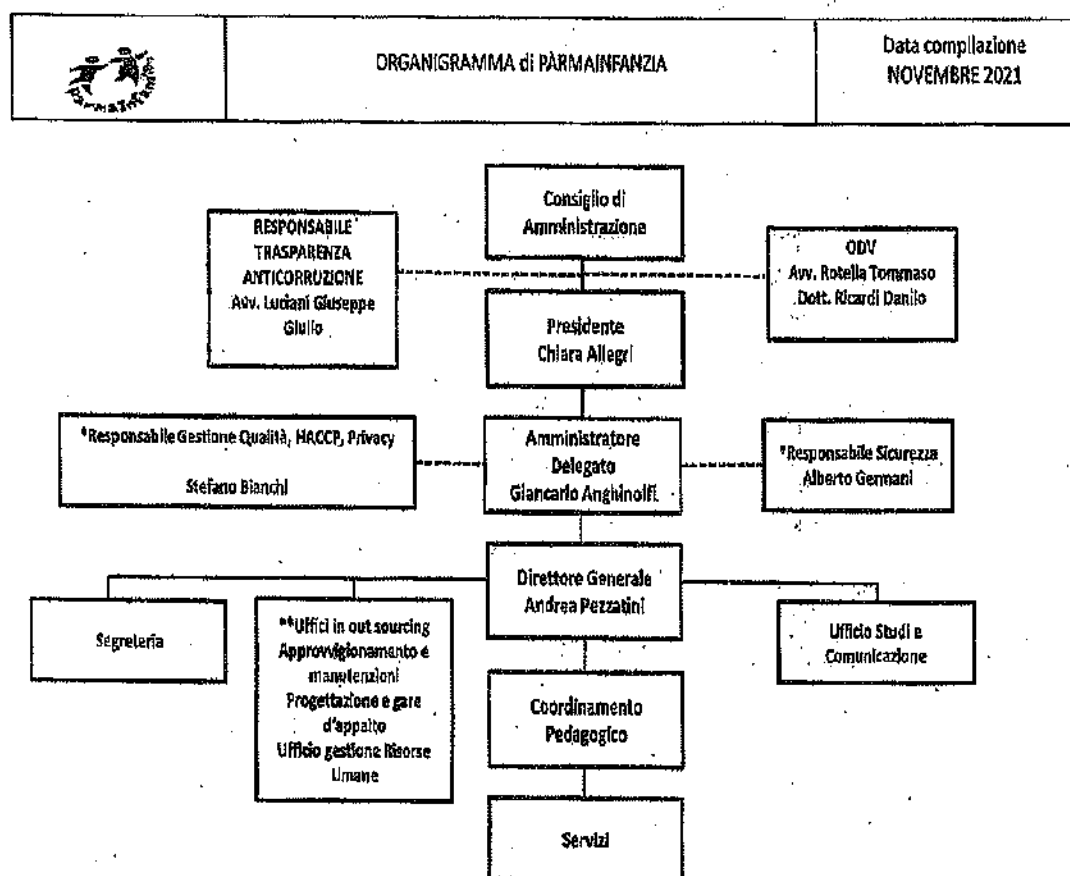 parmainfanzia
ORGANIGRAMMA di PARMAINFANZIA
Data compilazione
NOVEMBRE 2021
Consiglio di
Amministrazione
RESPONSABILE
TRASPARENZA
ANTICORRUZIONE
Avv. Luciani Giuseppe
Giulio
ODV
Avv. Rotella Tommaso
Dott. Ricardi Danilo
Presidente
Chiara Allegri
*Responsabile Gestione Qualità, HACCP, Privacy
Stefano Bianchi
Amministratore
Delegato
Giancarlo Anghinolfi
*Responsabile Sicurezza
Alberto Germani
Direttore Generale
Andrea Pezzatini
Segreteria
**Uffici in out sourcing
Approvvigionamento e
manutenzioni
Progettazione e gare
d'appalto
Ufficio gestione Risorse
Umane
Ufficio Studi e
Comunicazione
Coordinamento
Pedagogico
Servizi